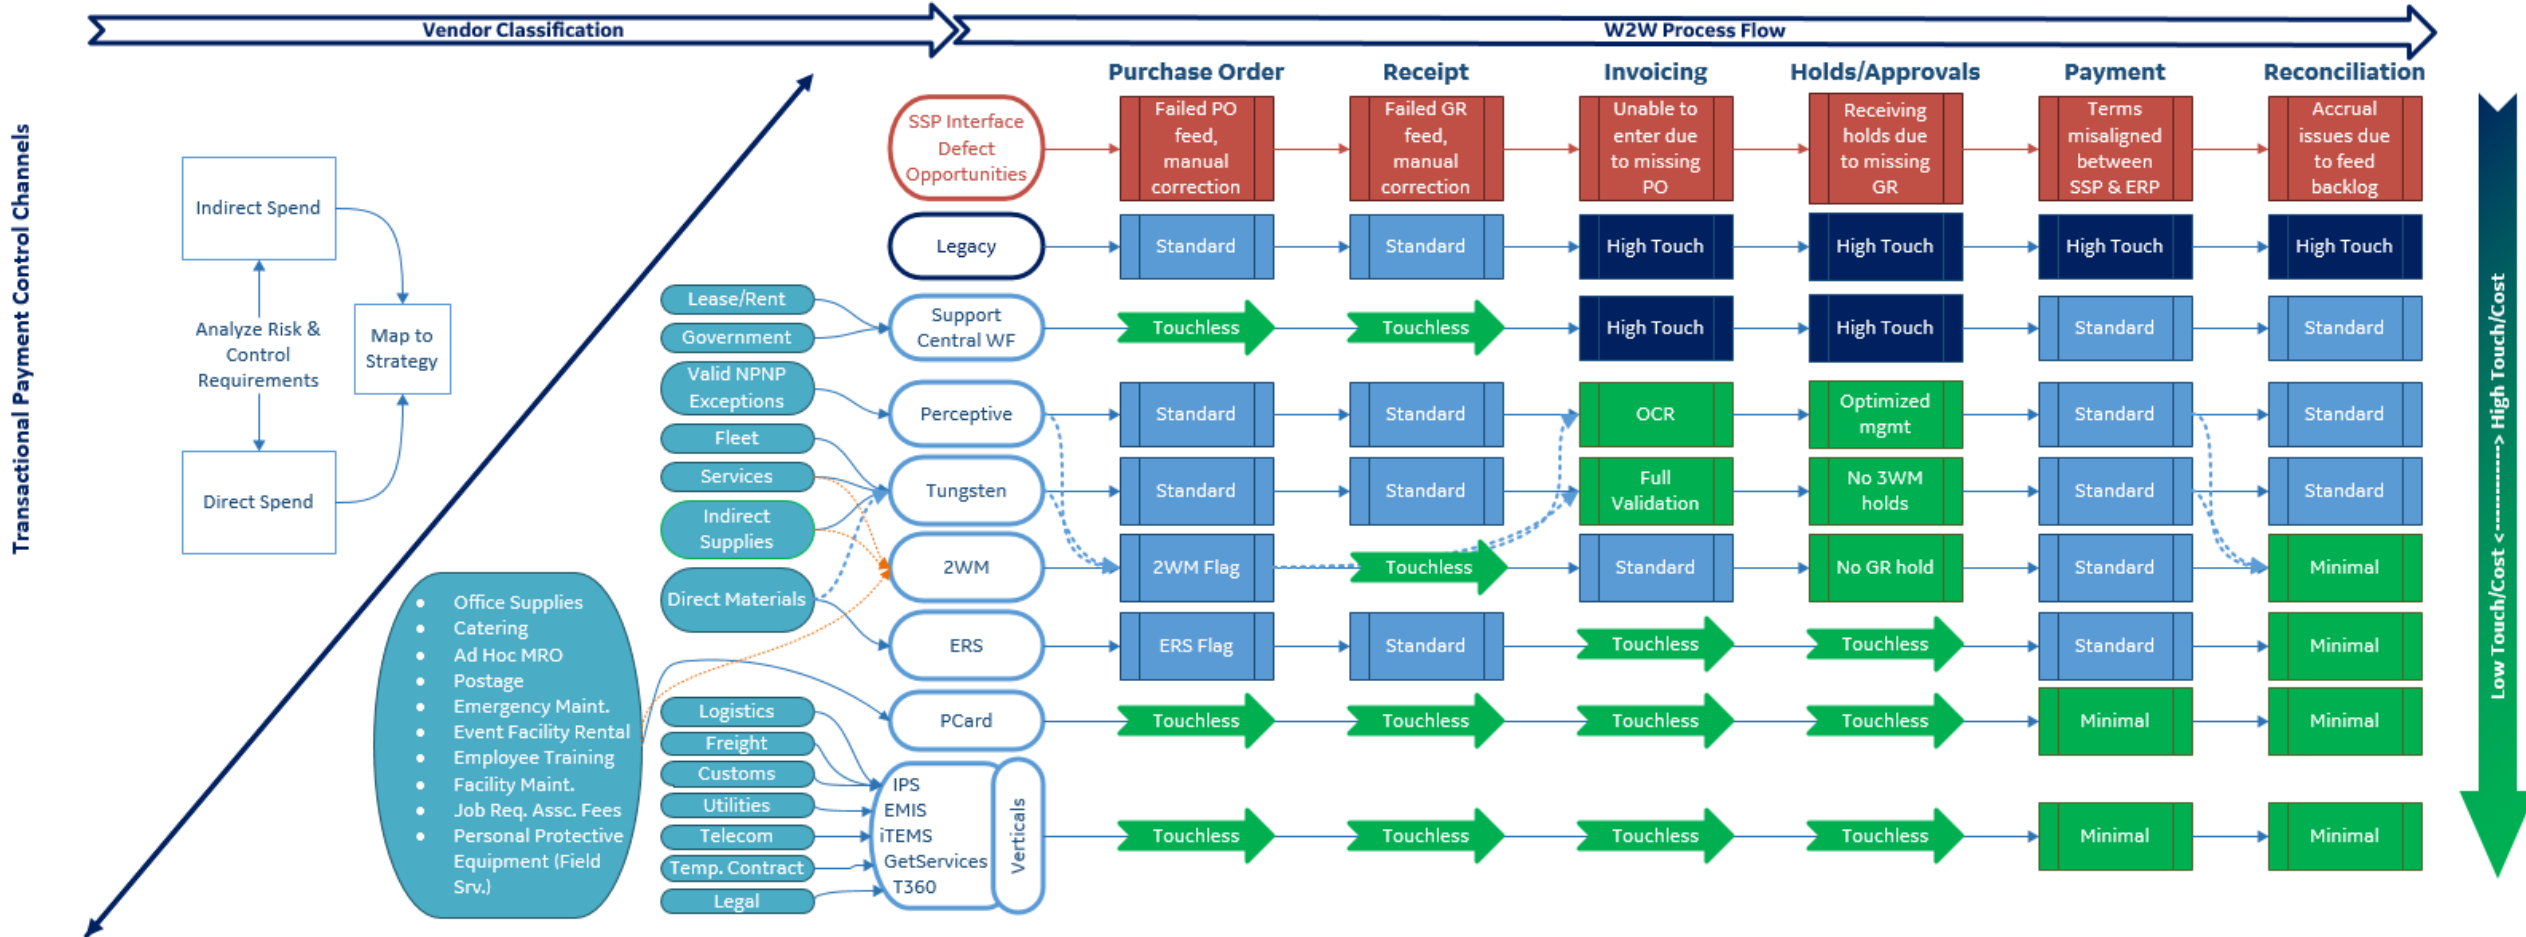 Vendor Classification
W2W Process Flow
Transactional Payment Control Channels
Indirect Spend
Analyze Risk &
Control
Requirements
Map to
Strategy
Direct Spend
Office Supplies
Catering
Ad Hoc MRO
Postage
Emergency Maint.
Event Facility Rental
Employee Training
Facility Maint.
Job Req. Assc. Fees
Personal Protective
Equipment (Field
Srv.)
Lease/Rent
Government
Valid NPNP
Exceptions
Fleet
Services
Indirect
Supplies
Direct Materials
Logistics
Freight
Customs
Utilities
Telecom
Temp. Contract
Legal
Purchase Order
Receipt
Invoicing
Holds/Approvals
Payment
Reconciliation
SSP Interface
Defect
Opportunities
Failed PO
feed,
manual
correction
Failed GR
feed,
manual
correction
Unable to
enter due
to missing
PO
Receiving
holds due
to missing
GR
Terms
misaligned
between
SSP & ERP
Accrual
issues due
to feed
backlog
Legacy
Standard
Standard
High Touch
High Touch
High Touch
High Touch
Support
Central WF
Touchless
Touchless
High Touch
High Touch
Standard
Standard
Perceptive
Standard
Standard
OCR
Optimized
mgmt
Standard
Standard
Tungsten
Standard
Standard
Full
Validation
No 3WM
holds
Standard
Standard
2WM
2WM Flag
Touchless
Standard
No GR hold
Standard
Minimal
ERS
ERS Flag
Standard
Touchless
Touchless
Standard
Minimal
PCard
Touchless
Touchless
Touchless
Touchless
Minimal
Minimal
IPS
EMIS
iTEMS
GetServices
T360
Verticals
Touchless
Touchless
Touchless
Touchless
Minimal
Minimal
Low Touch/Cost <------------> High Touch/Cost